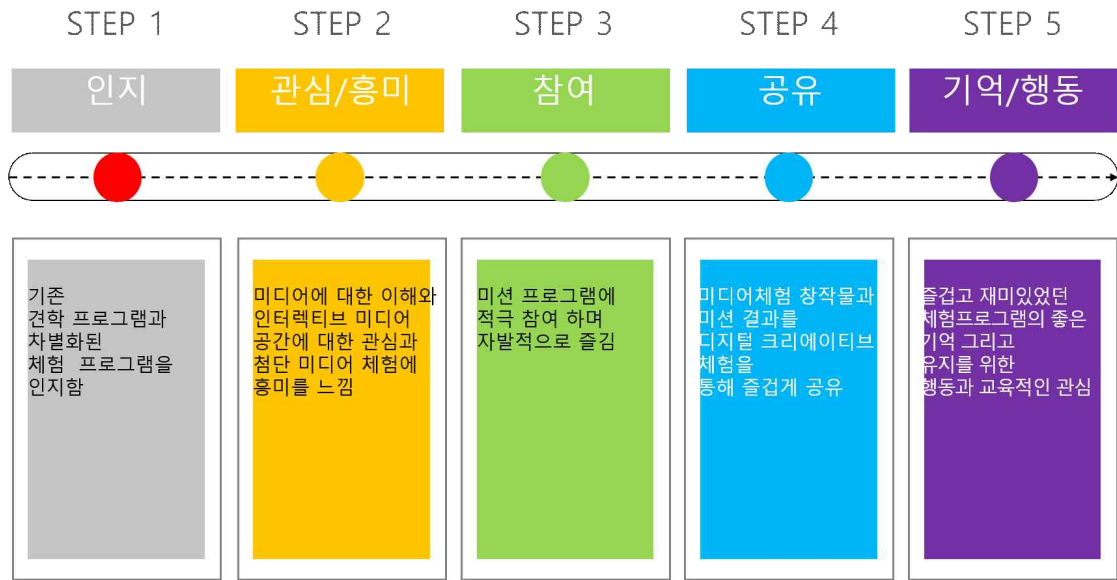 STEP 1
STEP 2
STEP 3
STEP 4
STEP 5
인지
관심/흥미
참여
공유
기억/행동
기존
견학 프로그램과
차별화된
체험 프로그램을
인지함
미디어에 대한 이해와
인터렉티브 미디어
공간에 대한 관심과
첨단 미디어 체험에
흥미를 느낌
미션 프로그램에
적극 참여 하며
자발적으로 즐김
미디어체험 창작물과
미션 결과를
디지털 크리에이티브
체험을
통해 즐겁게 공유
즐겁고 재미있었던
체험프로그램의 좋은
기억 그리고
유지를 위한
행동과 교육적인 관심